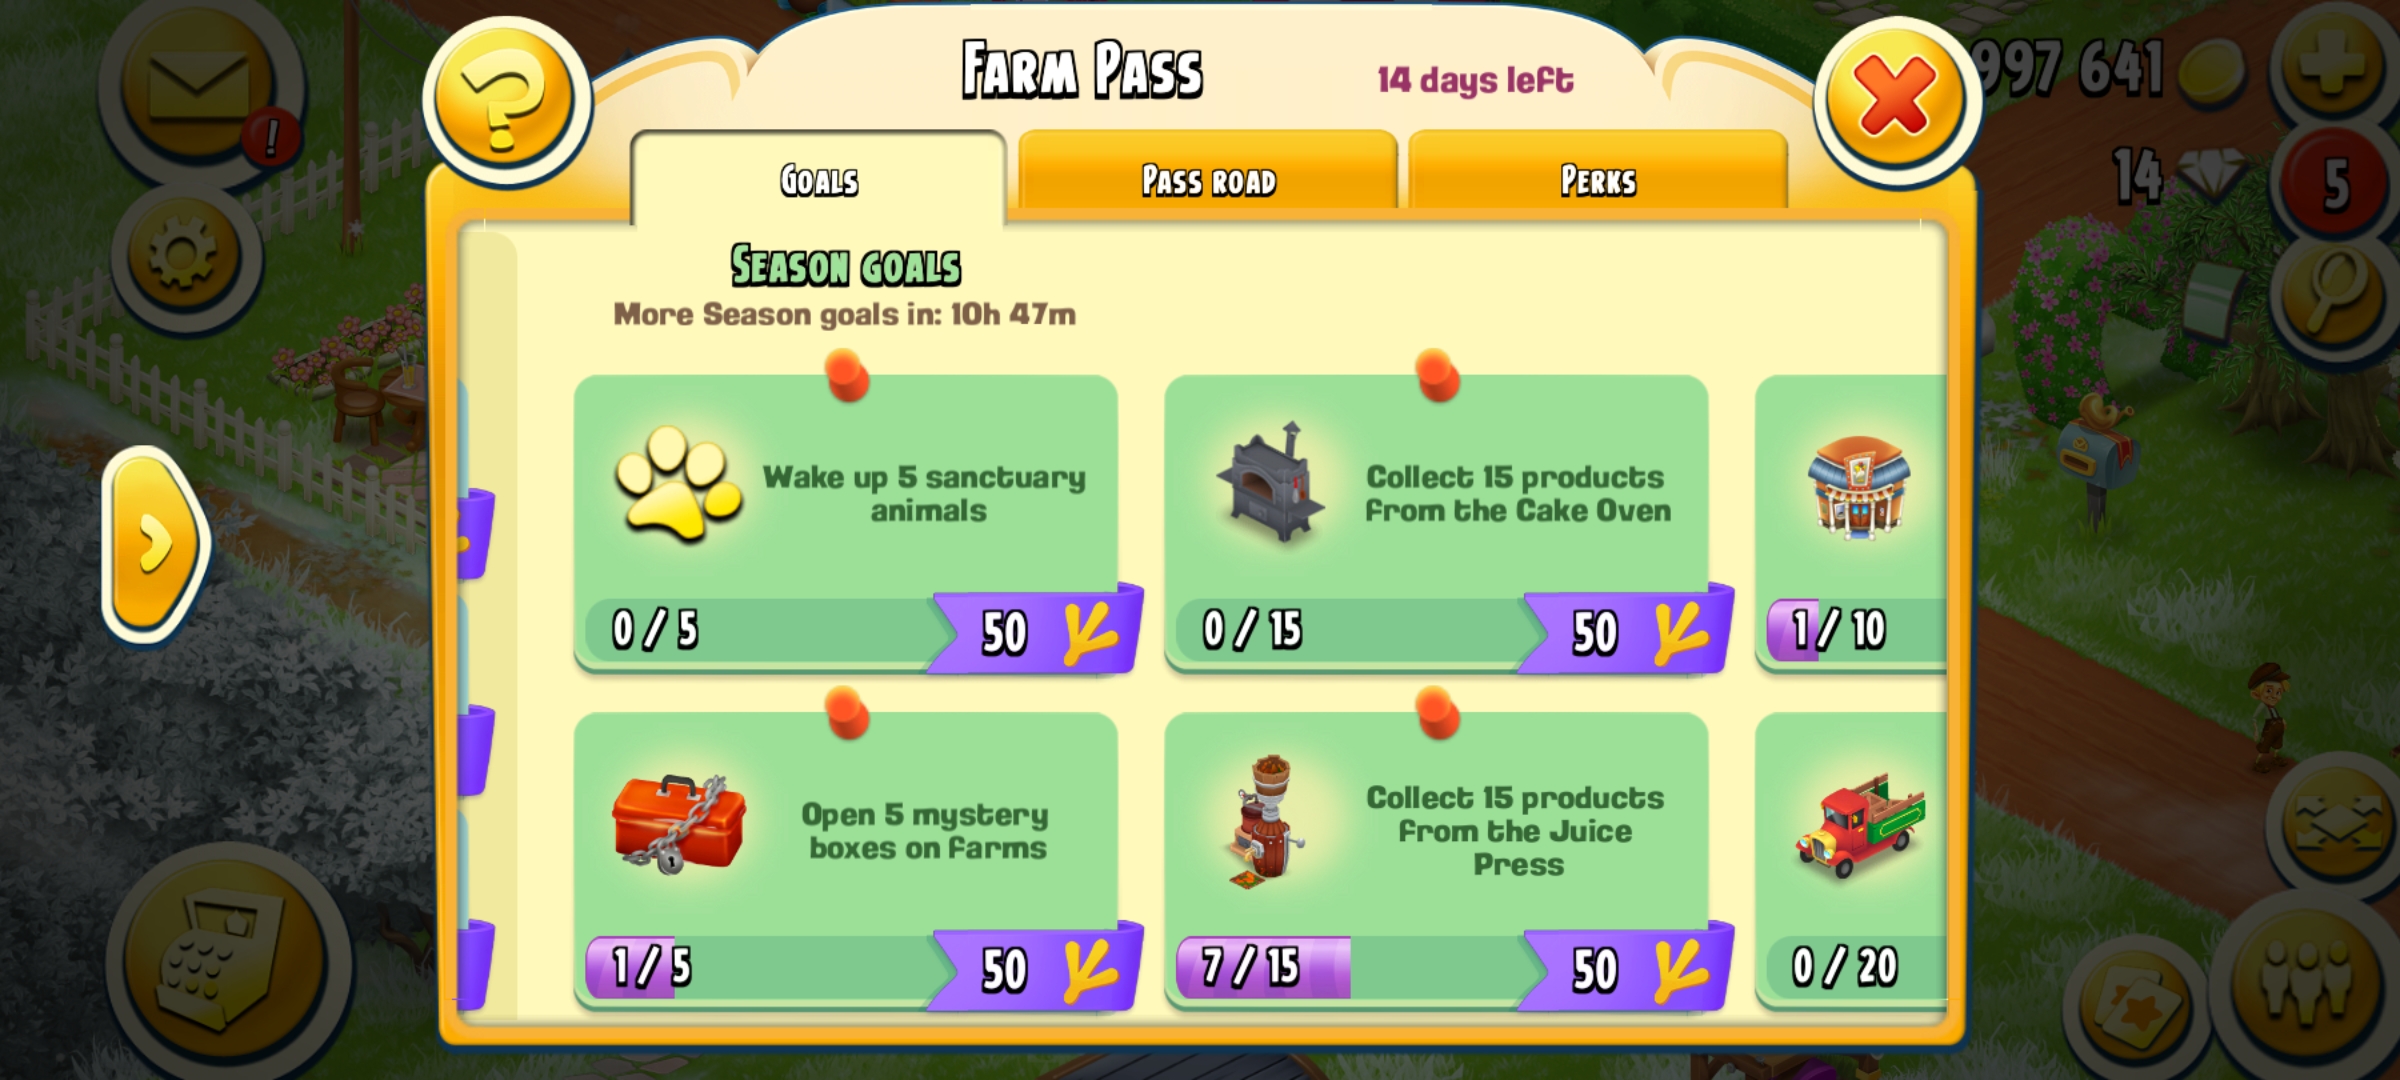 FARM PASS
14 days left
997 641
14
5
GOALS
PASS ROAD
PERKS
SEASON GOALS
More Season goals in: 10h 47m
Wake up 5 sanctuary
animals
0 / 5
50
Collect 15 products
from the Cake Oven
0 / 15
50
1 / 10
Open 5 mystery
boxes on farms
1 / 5
50
Collect 15 products
from the Juice
Press
7 / 15
50
0 / 20